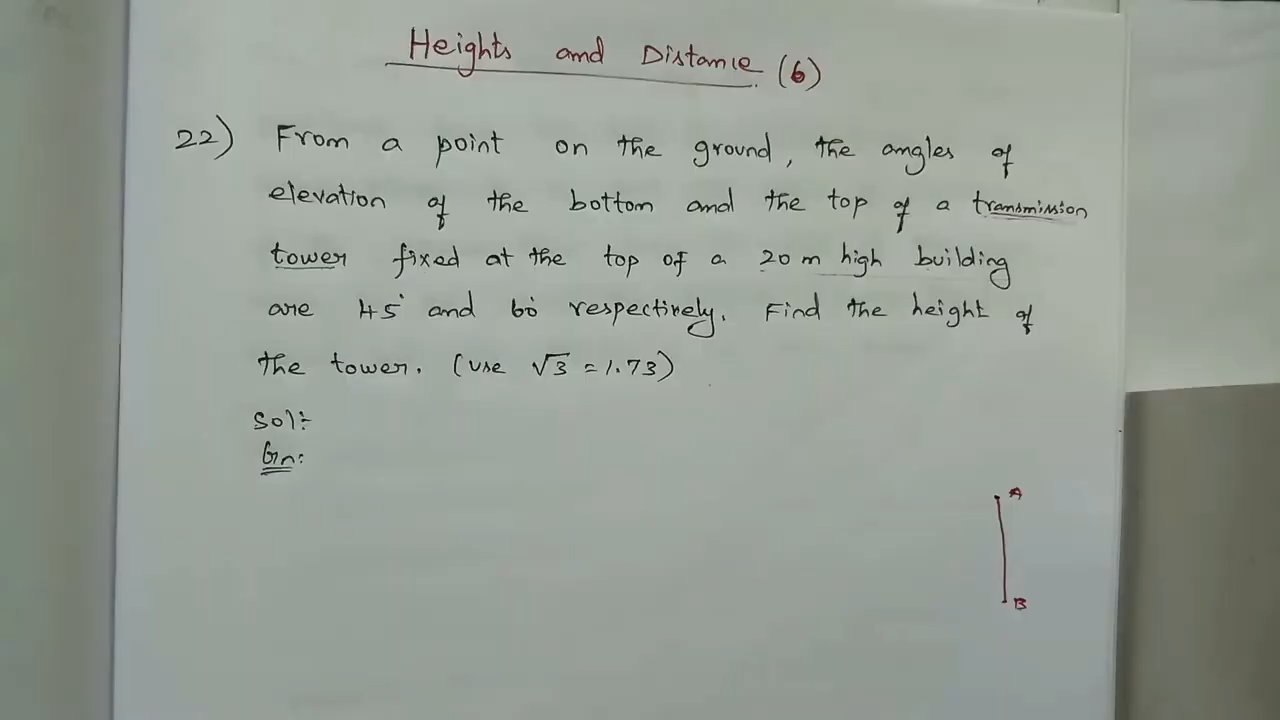 Heights and Distance (6)
22) From a point on the ground, the angles of
elevation of the bottom and the top of a transmission
tower fixed at the top of a 20 m high building
are 45° and 60° respectively. Find the height of
the tower. (use √3 = 1.73)
Sol:-
Gn:
A
B